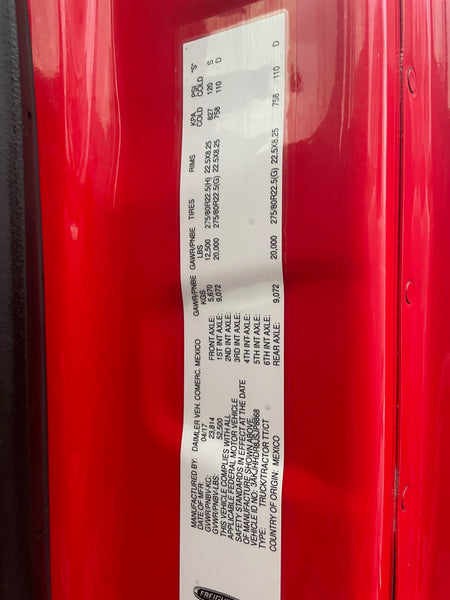 FREIGH
MANUFACTURED BY: DAIMLER VEH. COMERC. MEXICO
DATE OF MFR: 04/17
GVWR/PNBV-KG: 23,814
GVWR/PNBV-LBS: 52,500
THIS VEHICLE COMPLIES WITH ALL
APPLICABLE FEDERAL MOTOR VEHICLE
SAFETY STANDARDS IN EFFECT AT THE DATE
OF MANUFACTURE SHOWN ABOVE
VEHICLE ID NO.:
TYPE: TRUCK/TRACTOR TT/CT
COUNTRY OF ORIGIN: MEXICO
GAWR/PNBE GAWR/PNBE TIRES RIMS KPA PSI "S"
KGS LBS COLD COLD
FRONT AXLE: 5,670 12,500 275/80R22.5(H) 22.5X8.25 827 120 S
1ST INT AXLE: 9,072 20,000 275/80R22.5(G) 22.5X8.25 758 110 D
2ND INT AXLE:
3RD INT AXLE:
4TH INT AXLE:
5TH INT AXLE:
6TH INT AXLE:
REAR AXLE: 9,072 20,000 275/80R22.5(G) 22.5X8.25 758 110 D